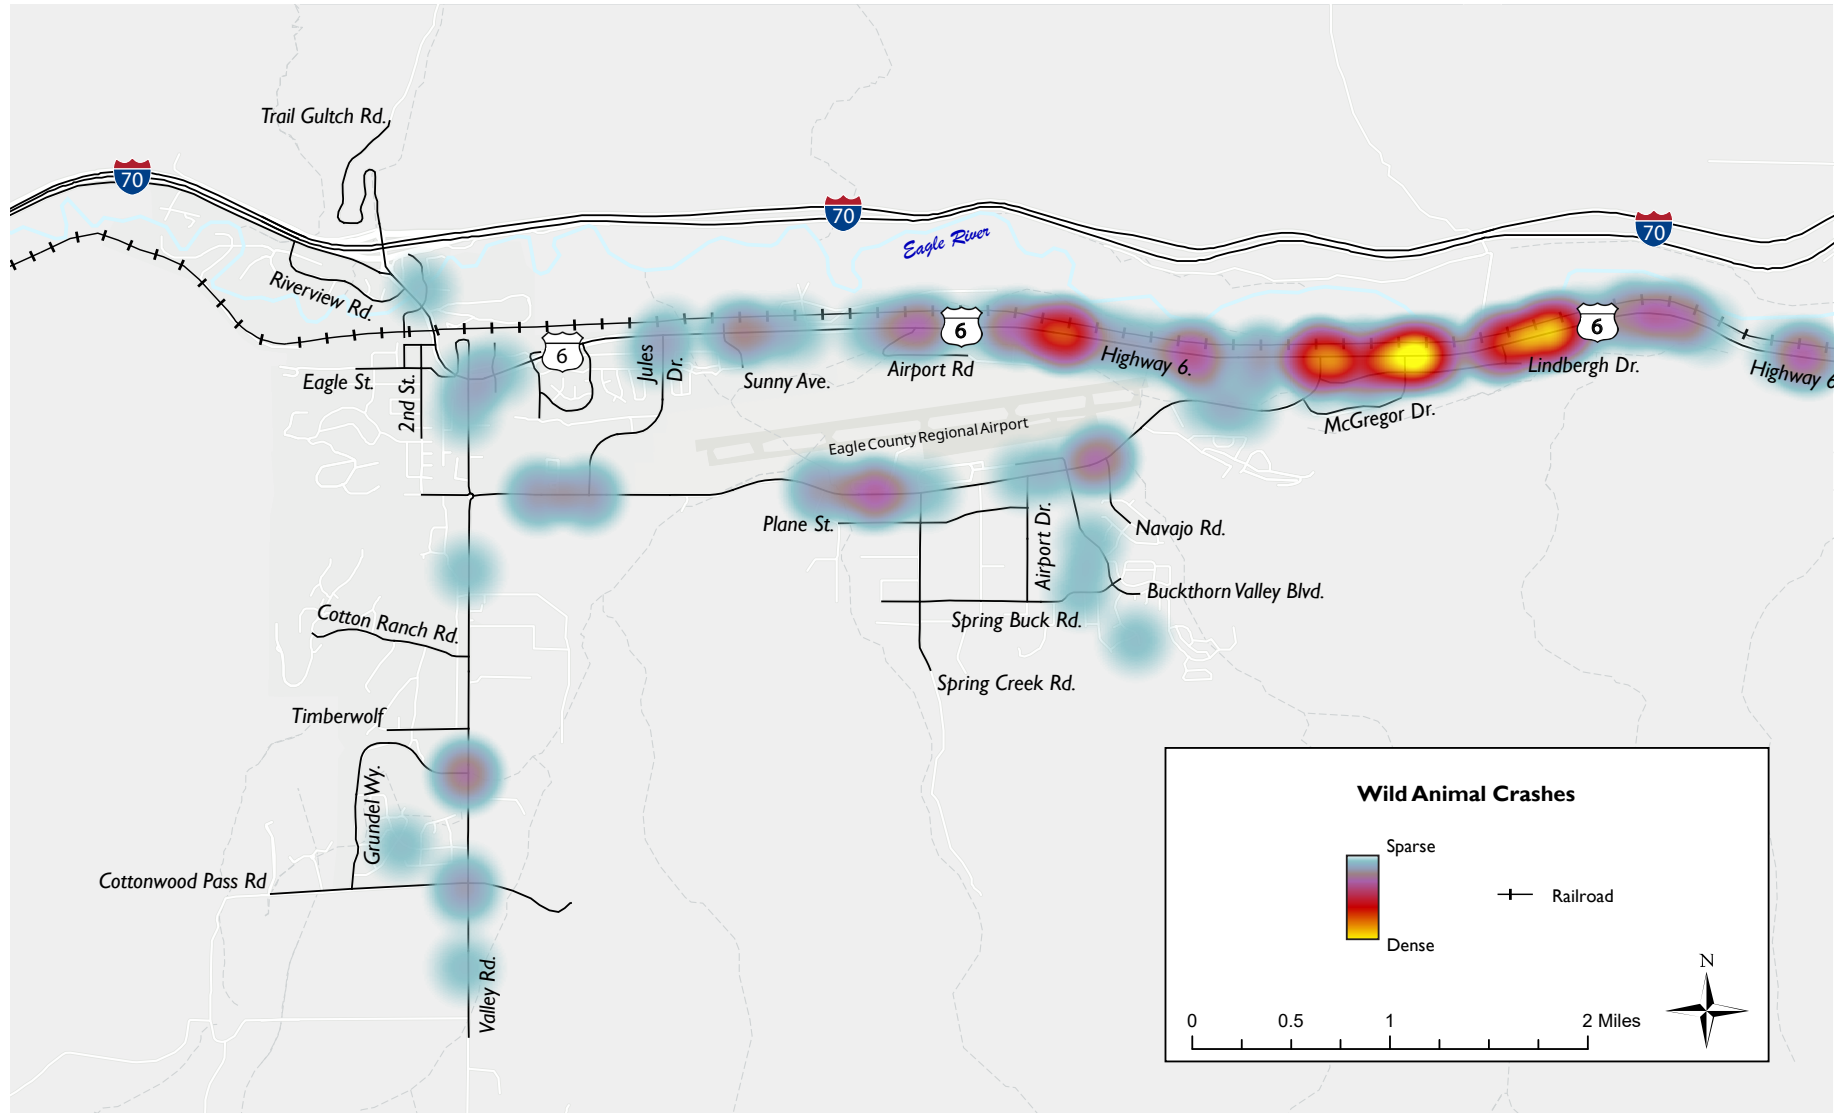 Trail Gultch Rd.
70
70
70
Eagle River
Riverview Rd.
6
6
6
Eagle St.
2nd St.
Jules
Dr.
Sunny Ave.
Airport Rd
Highway 6.
Lindbergh Dr.
Highway 6
McGregor Dr.
Eagle County Regional Airport
Plane St.
Airport Dr.
Navajo Rd.
Buckthorn Valley Blvd.
Spring Buck Rd.
Cotton Ranch Rd.
Spring Creek Rd.
Timberwolf
Grundel Wy.
Cottonwood Pass Rd
Valley Rd.
Wild Animal Crashes
Sparse
Railroad
Dense
N
0 0.5 1 2 Miles